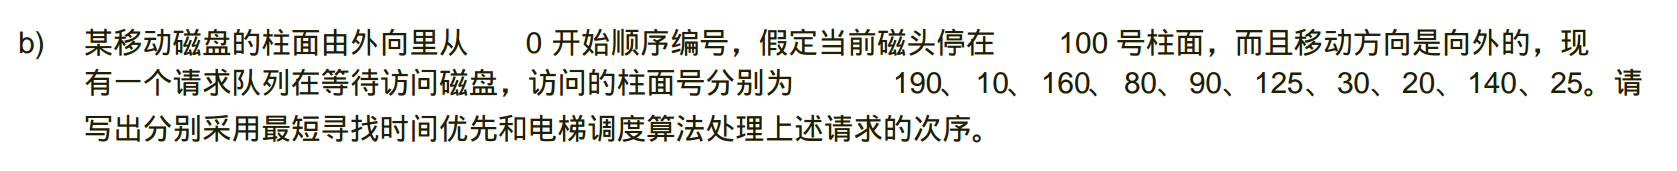 b) 某移动磁盘的柱面由外向里从 0 开始顺序编号，假定当前磁头停在 100 号柱面，而且移动方向是向外的，现
有一个请求队列在等待访问磁盘，访问的柱面号分别为 190、 10、 160、 80、 90、 125、 30、 20、 140、 25。请
写出分别采用最短寻找时间优先和电梯调度算法处理上述请求的次序。